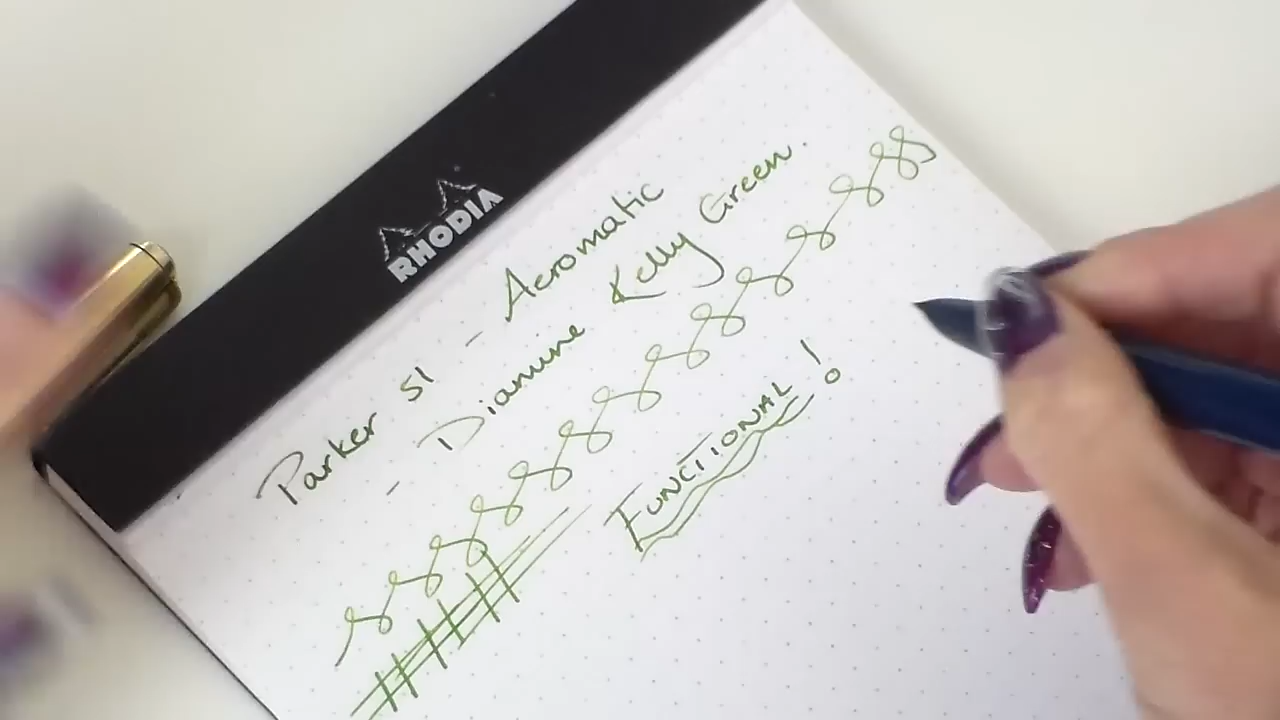 RHODIA
Parker 51 - Aeromatic
- Diamine Kelly Green.
FUNCTIONAL!